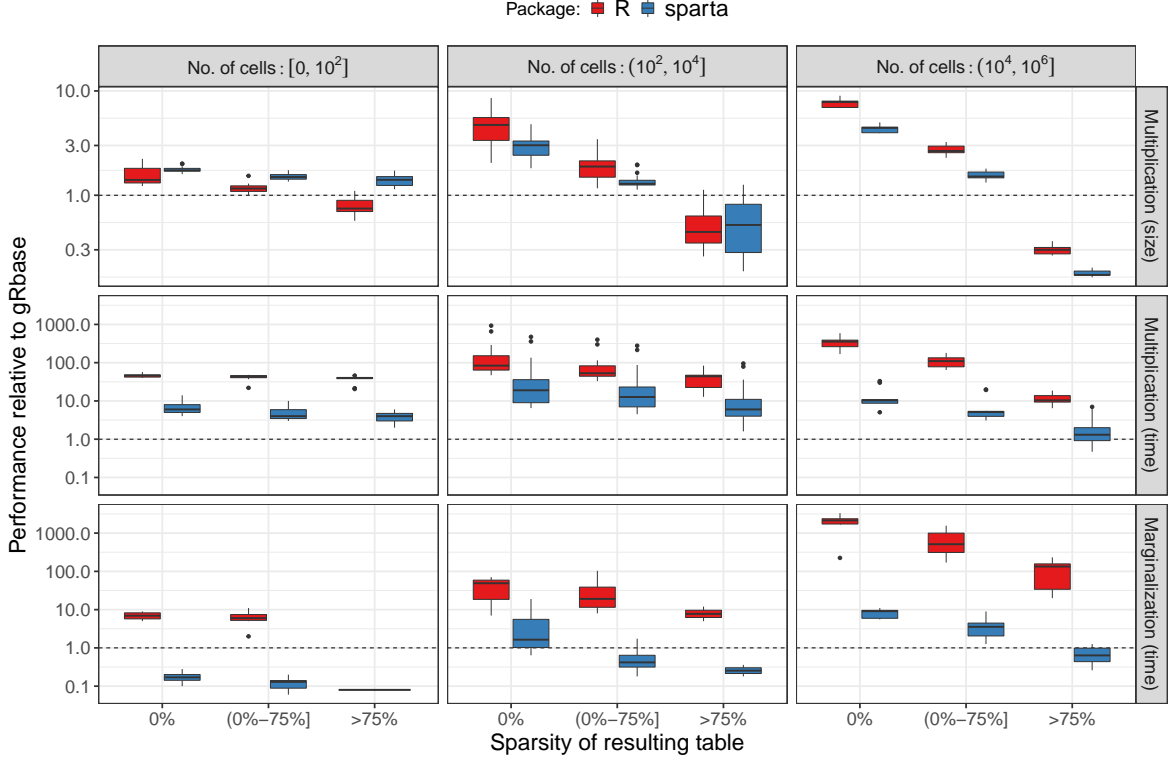 Package: R sparta
No. of cells : [0, 10²] No. of cells : (10², 10⁴] No. of cells : (10⁴, 10⁶]
Performance relative to gRbase
10.0
3.0
1.0
0.3
Multiplication (size)
1000.0
100.0
10.0
1.0
0.1
Multiplication (time)
1000.0
100.0
10.0
1.0
0.1
Marginalization (time)
0% (0%–75%] >75% 0% (0%–75%] >75% 0% (0%–75%] >75%
Sparsity of resulting table